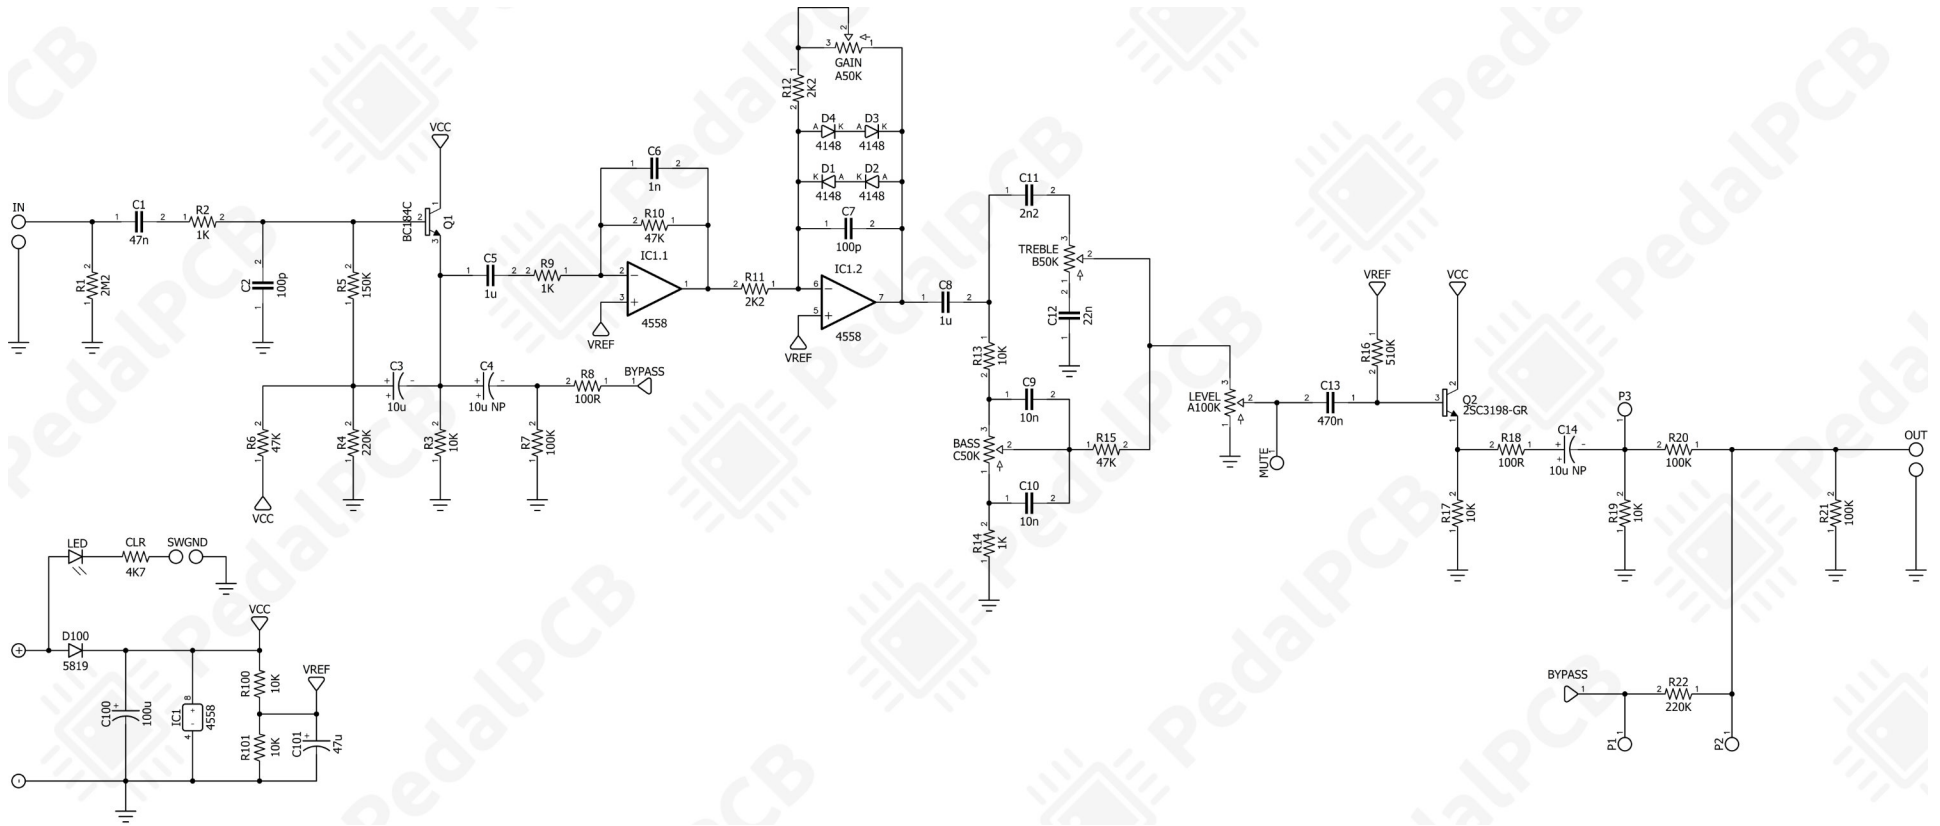 IN
R1
2M2
C1
47n
R2
1K
C2
100p
R5
150K
BC184C
Q1
VCC
C5
1u
R9
1K
C6
1n
R10
47K
IC1.1
4558
VREF
R6
47K
VCC
R4
220K
C3
10u
R3
10K
C4
10u NP
R7
100K
R8
100R
BYPASS
R11
2K2
R12
2K2
GAIN
A50K
D4
4148
D3
4148
D1
4148
D2
4148
C7
100p
IC1.2
4558
VREF
C8
1u
C11
2n2
TREBLE
B50K
C12
22n
R13
10K
C9
10n
BASS
C50K
C10
10n
R14
1K
R15
47K
LEVEL
A100K
MUTE
C13
470n
VREF
R16
510K
VCC
Q2
2SC3198-GR
R17
10K
R18
100R
C14
10u NP
P3
R19
10K
R20
100K
R21
100K
OUT
BYPASS
R22
220K
P1
P2
LED
CLR
4K7
SWGND
D100
5819
C100
100u
IC1
4558
VCC
R100
10K
R101
10K
VREF
C101
47u
PedalPCB